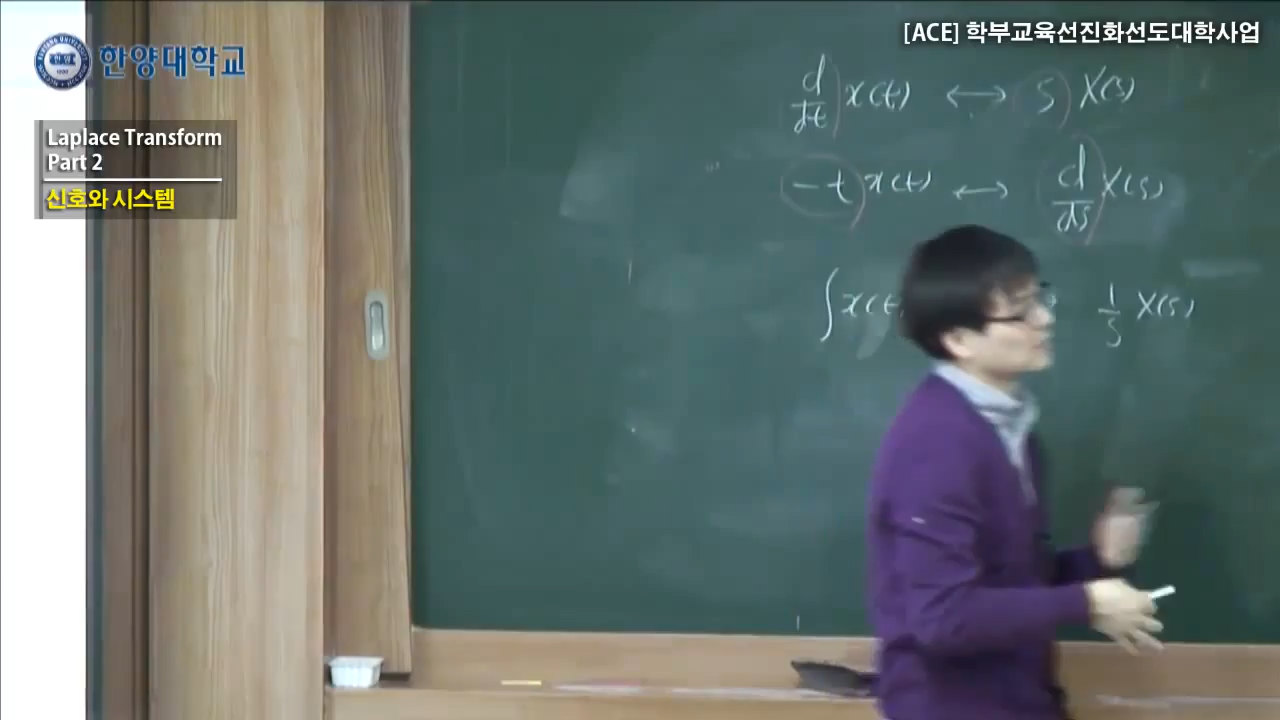 [ACE] 학부교육선진화선도대학사업
한양대학교
Laplace Transform
Part 2
신호와 시스템
d/dt x(t) ↔ s X(s)
-t x(t) ↔ d/ds X(s)
∫ x(t) 1/s X(s)